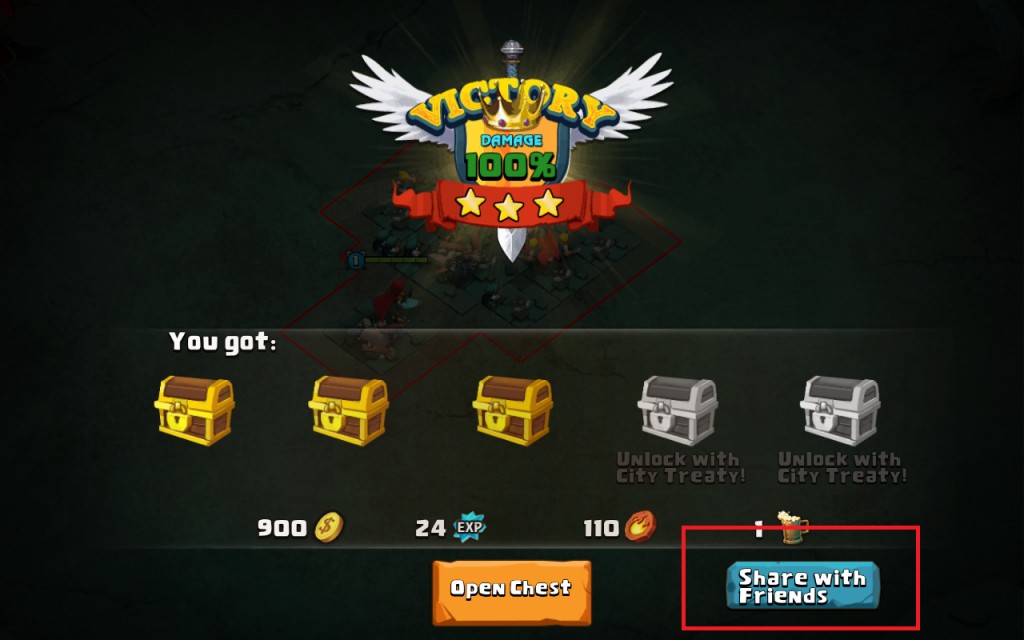 VICTORY
DAMAGE
100%
1
You got:
Unlock with
City Treaty!
Unlock with
City Treaty!
900 $
24 EXP
110
1
Open Chest
Share with
Friends